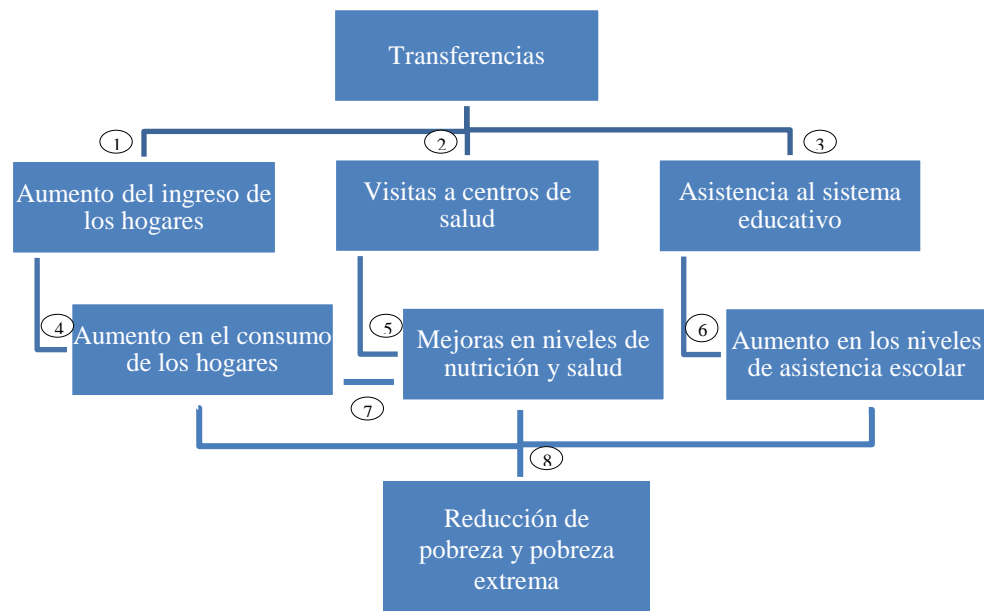 Transferencias
1
2
3
Aumento del ingreso de
los hogares
Visitas a centros de
salud
Asistencia al sistema
educativo
4
5
6
Aumento en el consumo
de los hogares
Mejoras en niveles de
nutrición y salud
Aumento en los niveles
de asistencia escolar
7
8
Reducción de
pobreza y pobreza
extrema